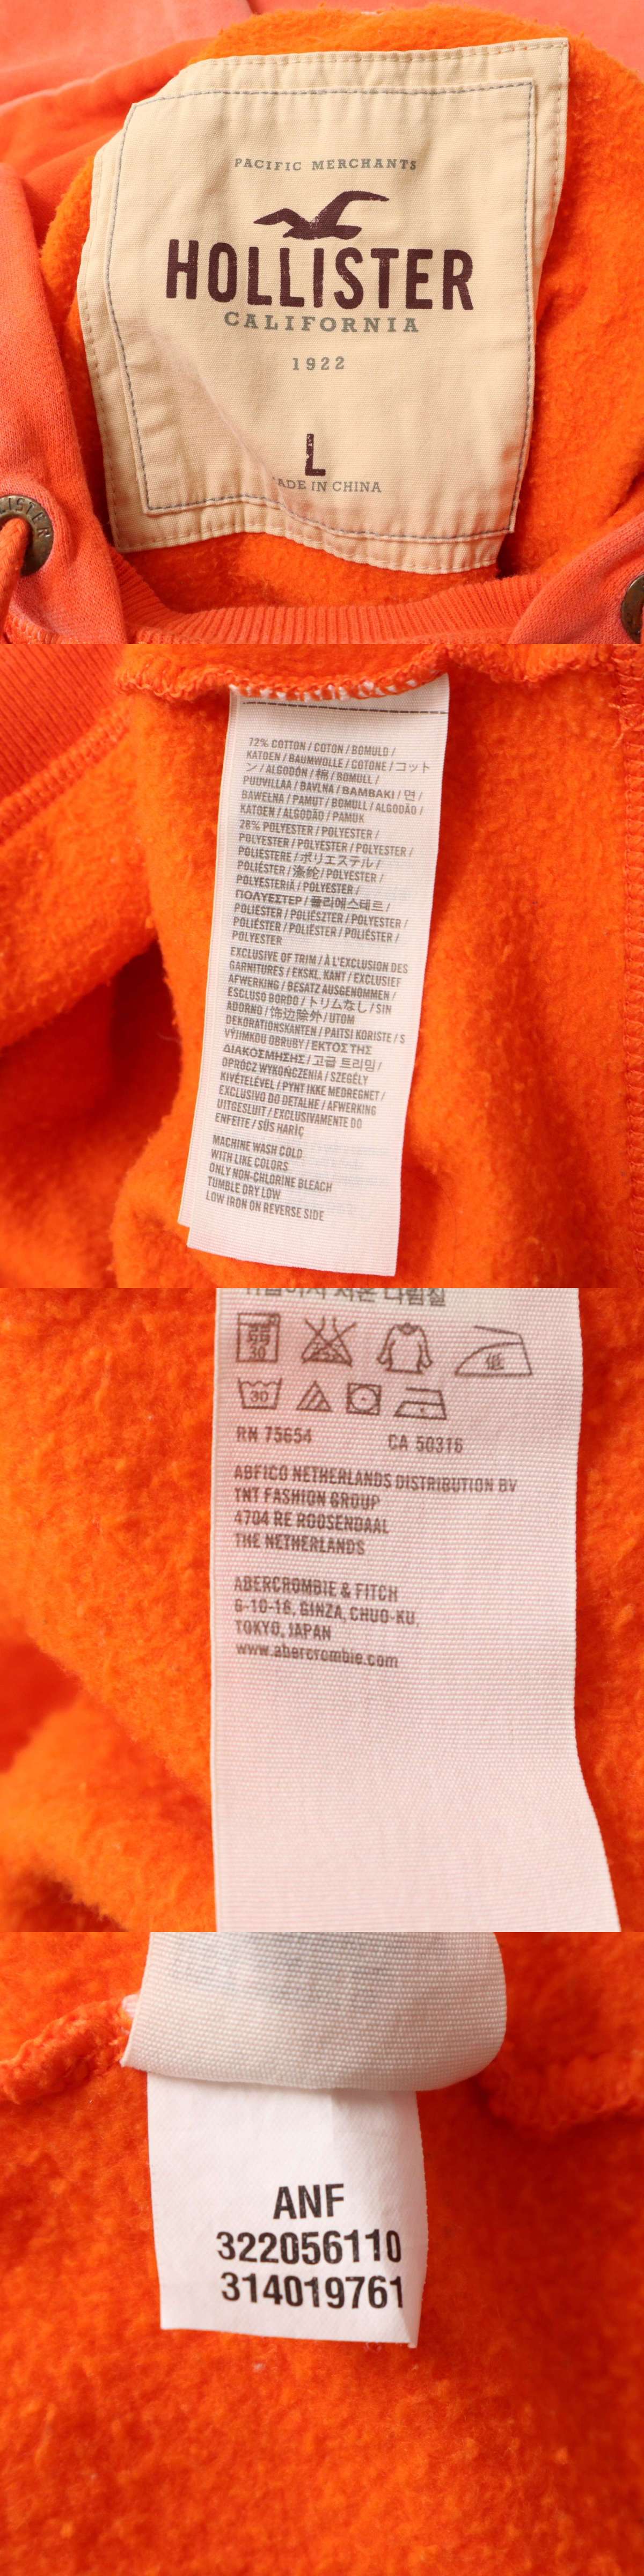 PACIFIC MERCHANTS
HOLLISTER
CALIFORNIA
1922
L
ADE IN CHINA
72% COTTON / COTON / BOMULD /
KATOEN / BAUMWOLLE / COTONE / コット
ン / ALGODÓN / 棉 / BOMULL /
PUUVILLAA / BAVLNA / BAMBAKI / 면 /
BAWEŁNA / PAMUT / BOMULL / ALGODÃO /
KATOEN / ALGODÃO / PAMUK
28% POLYESTER / POLYESTER /
POLYESTER / POLYESTER / POLYESTER /
POLIESTERE / ポリエステル /
POLIÉSTER / 涤纶 / POLYESTER /
POLYESTERIÄ / POLYESTER /
ΠΟΛΥΕΣΤΕΡ / 폴리에스테르 /
POLIESTER / POLIÉSZTER / POLYESTER /
POLIÉSTER / POLIÉSTER / POLIÉSTER /
POLYESTER
EXCLUSIVE OF TRIM / À L'EXCLUSION DES
GARNITURES / EKSKL. KANT / EXCLUSIEF
AFWERKING / BESATZ AUSGENOMMEN /
ESCLUSO BORDO / トリムなし / SIN
ADORNO / 饰边除外 / UTOM
DEKORATIONSKANTEN / PAITSI KORISTE / S
VÝJIMKOU OBRUBY / ΕΚΤΟΣ ΤΗΣ
ΔΙΑΚΟΣΜΗΣΗΣ / 고급 트리밍 /
OPRÓCZ WYKOŃCZENIA / SZEGÉLY
KIVÉTELÉVEL / PYNT IKKE MEDREGNET /
EXCLUSIVO DO DETALHE / AFWERKING
UITGESLUIT / EXCLUSIVAMENTE DO
ENFEITE / SÜS HARİÇ
MACHINE WASH COLD
WITH LIKE COLORS
ONLY NON-CHLORINE BLEACH
TUMBLE DRY LOW
LOW IRON ON REVERSE SIDE
30 低
30
RN 75654 CA 50316
ABFICO NETHERLANDS DISTRIBUTION BV
TNT FASHION GROUP
4704 RE ROOSENDAAL
THE NETHERLANDS
ABERCROMBIE & FITCH
6-10-16, GINZA, CHUO-KU,
TOKYO, JAPAN
www.abercrombie.com
ANF
322056110
314019761